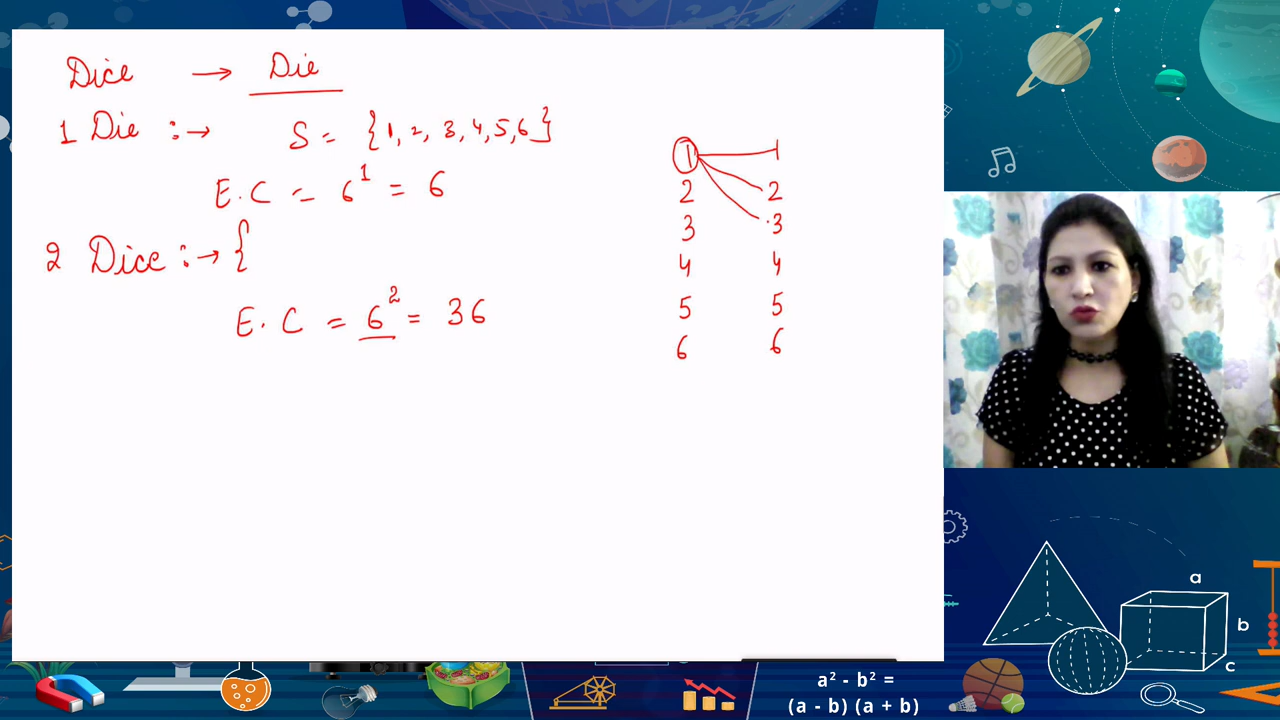 Dice → Die
1 Die :→ S = {1, 2, 3, 4, 5, 6}
E.C = 6¹ = 6
2 Dice :→ {
E.C = 6² = 36
1 1
2 2
3 3
4 4
5 5
6 6
a
b
c
a² - b² =
(a - b) (a + b)